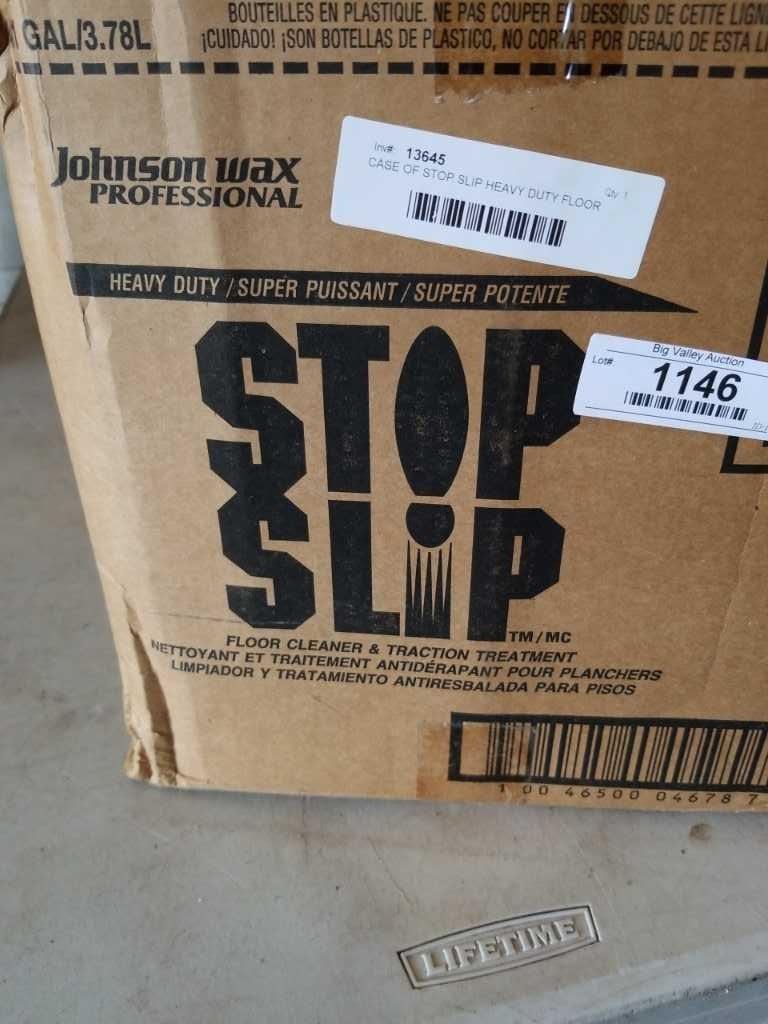 BOUTEILLES EN PLASTIQUE. NE PAS COUPER EN DESSOUS DE CETTE
GAL/3.78L
¡CUIDADO! ¡SON BOTELLAS DE PLASTICO, NO CORTAR POR DEBAJO DE ESTA
Johnson wax
PROFESSIONAL
Inv# 13645
Qty 1
CASE OF STOP SLIP HEAVY DUTY FLOOR
HEAVY DUTY / SUPER PUISSANT / SUPER POTENTE
Big Valley Auction
Lot#
1146
STOP
SLIP
TM/MC
FLOOR CLEANER & TRACTION TREATMENT
NETTOYANT ET TRAITEMENT ANTIDÉRAPANT POUR PLANCHERS
LIMPIADOR Y TRATAMIENTO ANTIRESBALADA PARA PISOS
1 00 46500 04678 7
LIFETIME